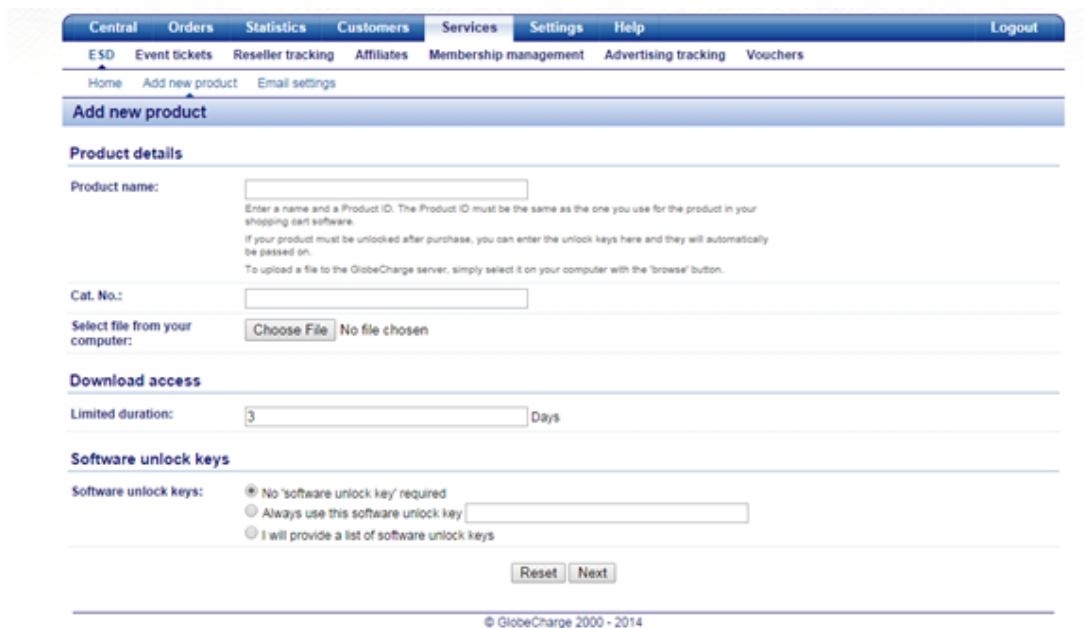 Central Orders Statistics Customers Services Settings Help Logout
ESD Event tickets Reseller tracking Affiliates Membership management Advertising tracking Vouchers
Home Add new product Email settings
Add new product
Product details
Product name:
Enter a name and a Product ID. The Product ID must be the same as the one you use for the product in your
shopping cart software.
If your product must be unlocked after purchase, you can enter the unlock keys here and they will automatically
be passed on.
To upload a file to the GlobeCharge server, simply select it on your computer with the 'browse' button.
Cat. No.:
Select file from your
computer:
Choose File No file chosen
Download access
Limited duration: 3 Days
Software unlock keys
Software unlock keys: No 'software unlock key' required
Always use this software unlock key
I will provide a list of software unlock keys
Reset Next
© GlobeCharge 2000 - 2014